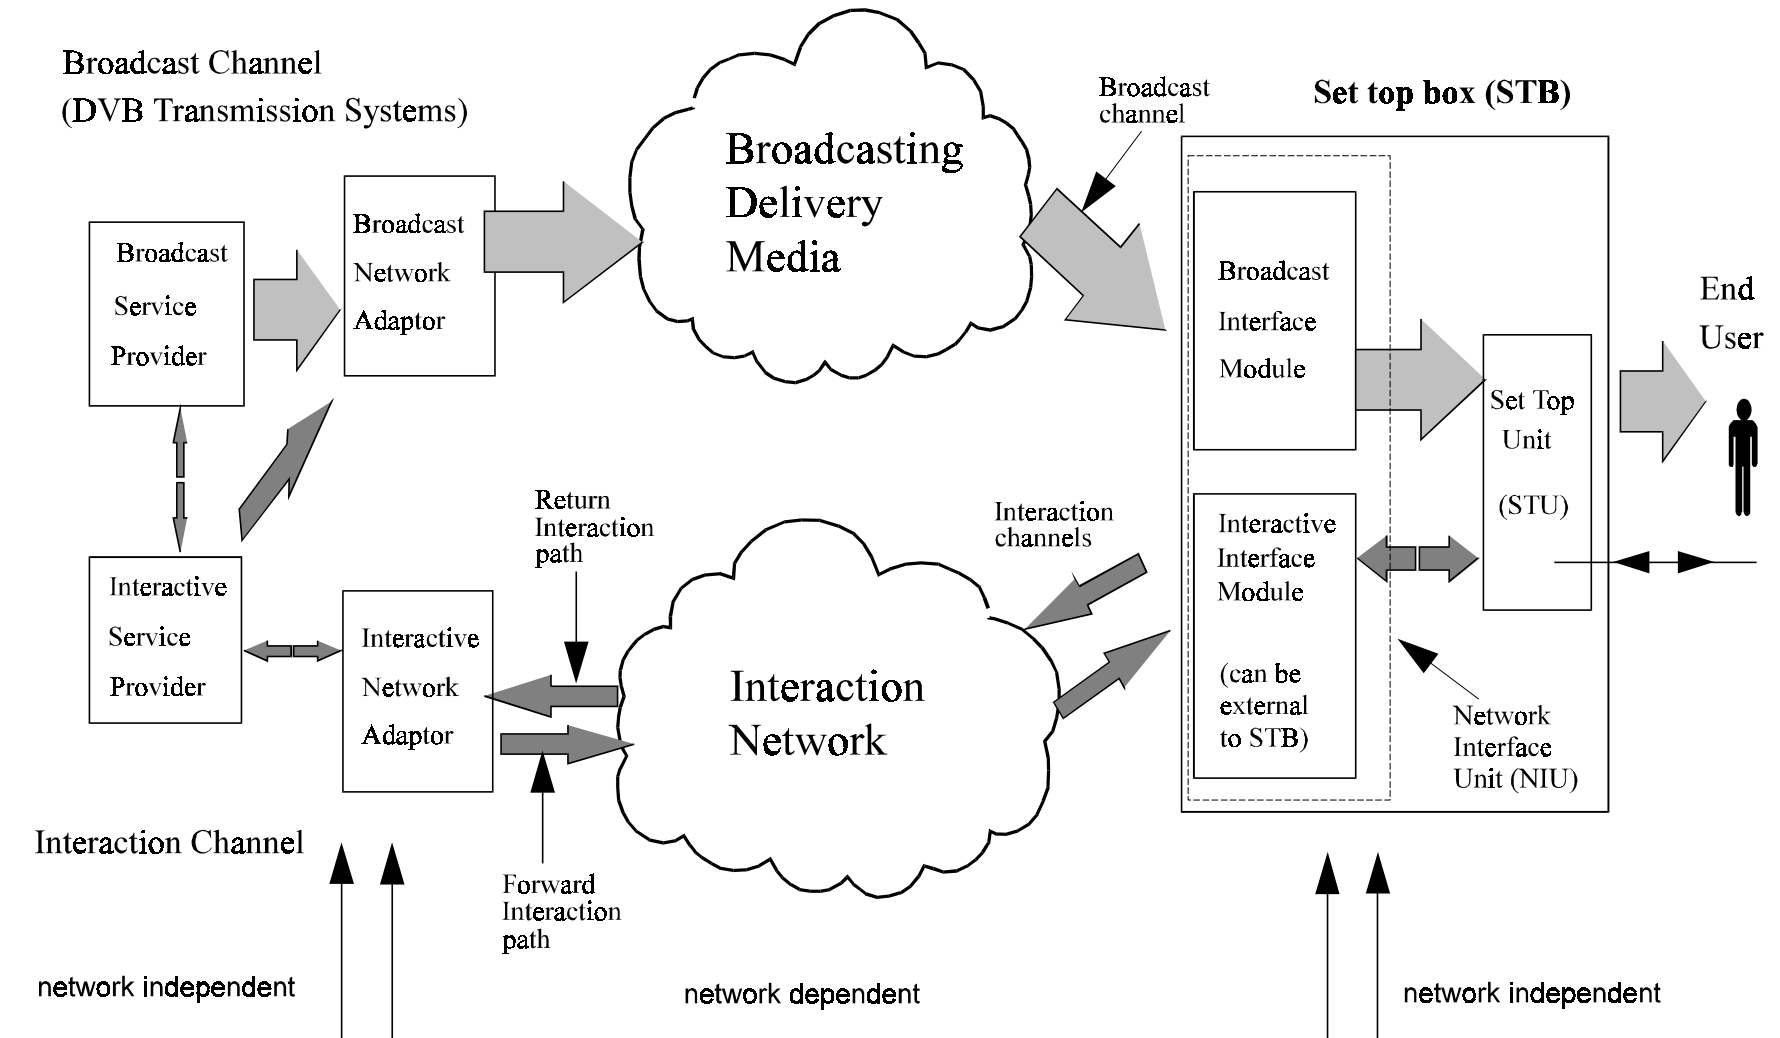 Broadcast Channel
(DVB Transmission Systems)
Broadcast
channel
Set top box (STB)
Broadcasting
Delivery
Media
Broadcast
Network
Adaptor
Broadcast
Service
Provider
Broadcast
Interface
Module
End
User
Set Top
Unit
(STU)
Return
Interaction
path
Interaction
channels
Interactive
Interface
Module
(can be
external
to STB)
Interactive
Service
Provider
Interactive
Network
Adaptor
Interaction
Network
Network
Interface
Unit (NIU)
Interaction Channel
Forward
Interaction
path
network independent
network dependent
network independent